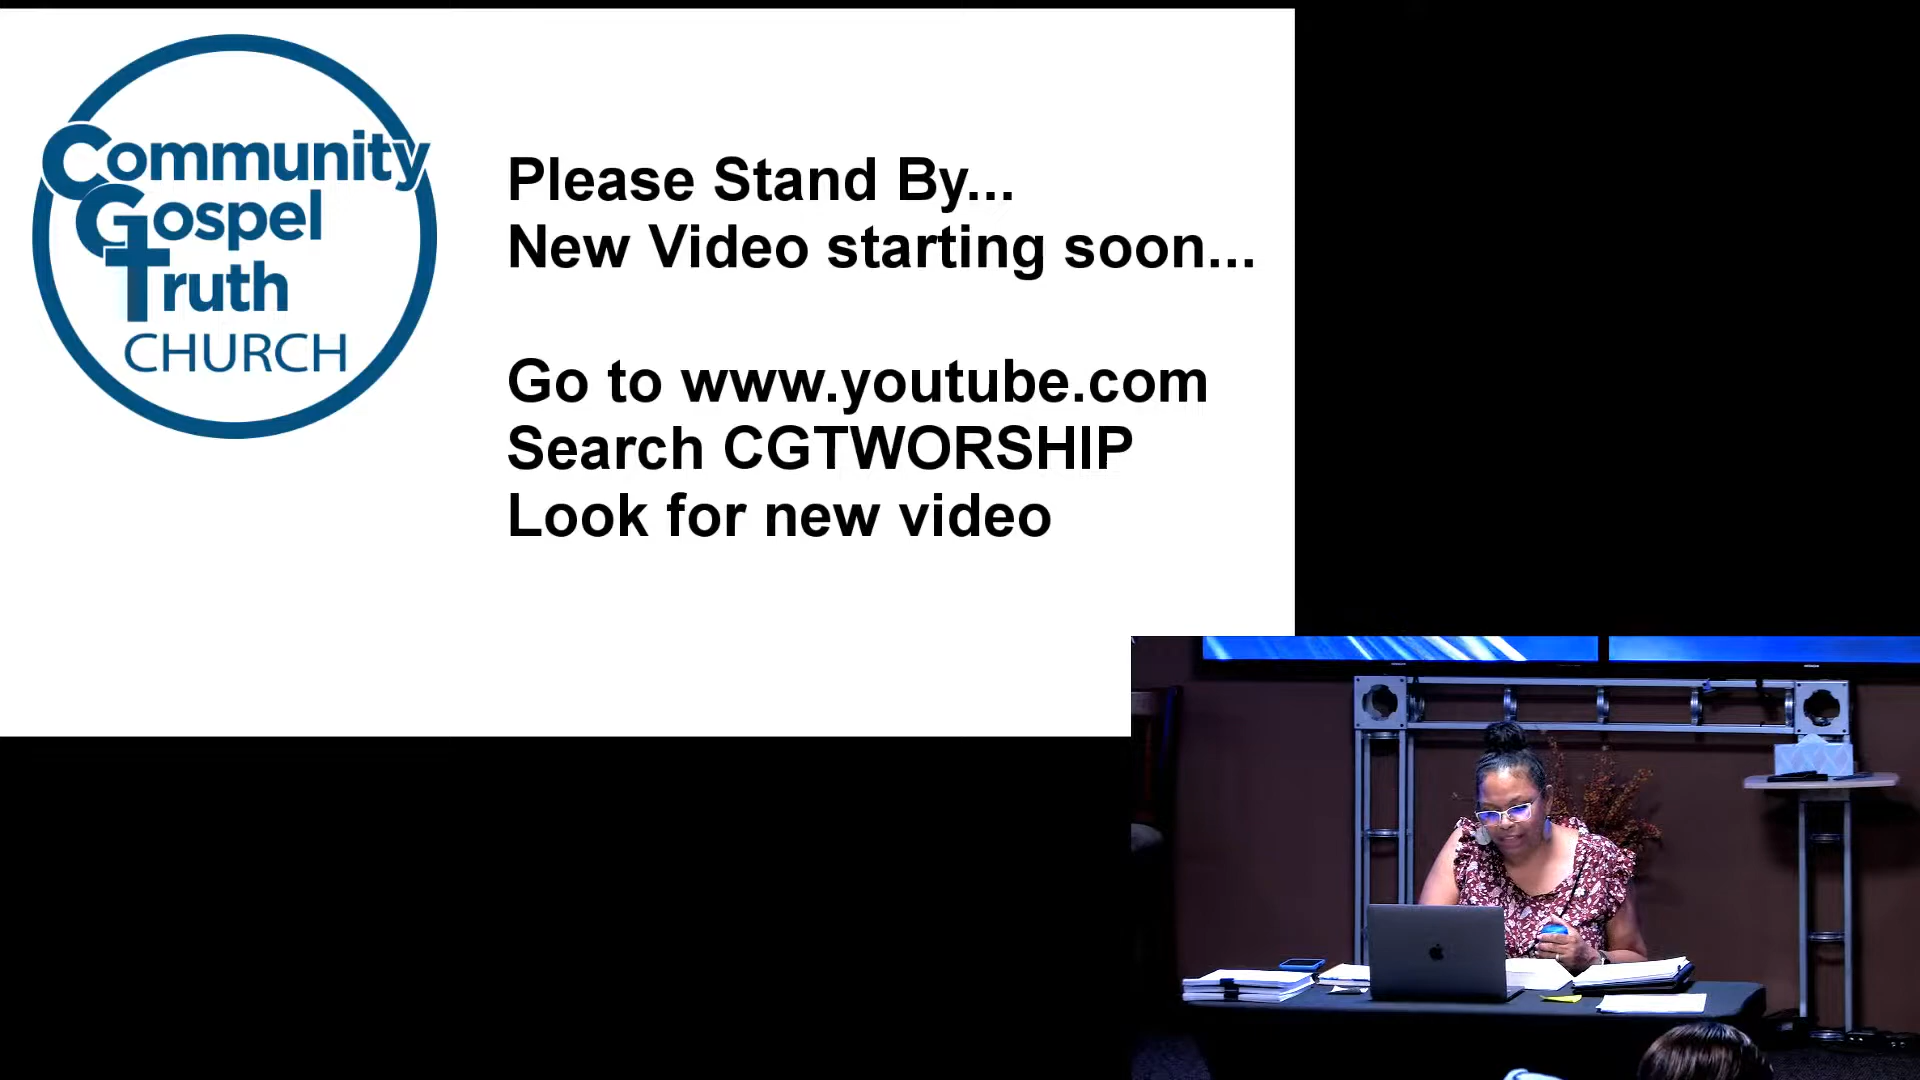 Community
Gospel
Truth
CHURCH
Please Stand By...
New Video starting soon...
Go to www.youtube.com
Search CGTWORSHIP
Look for new video